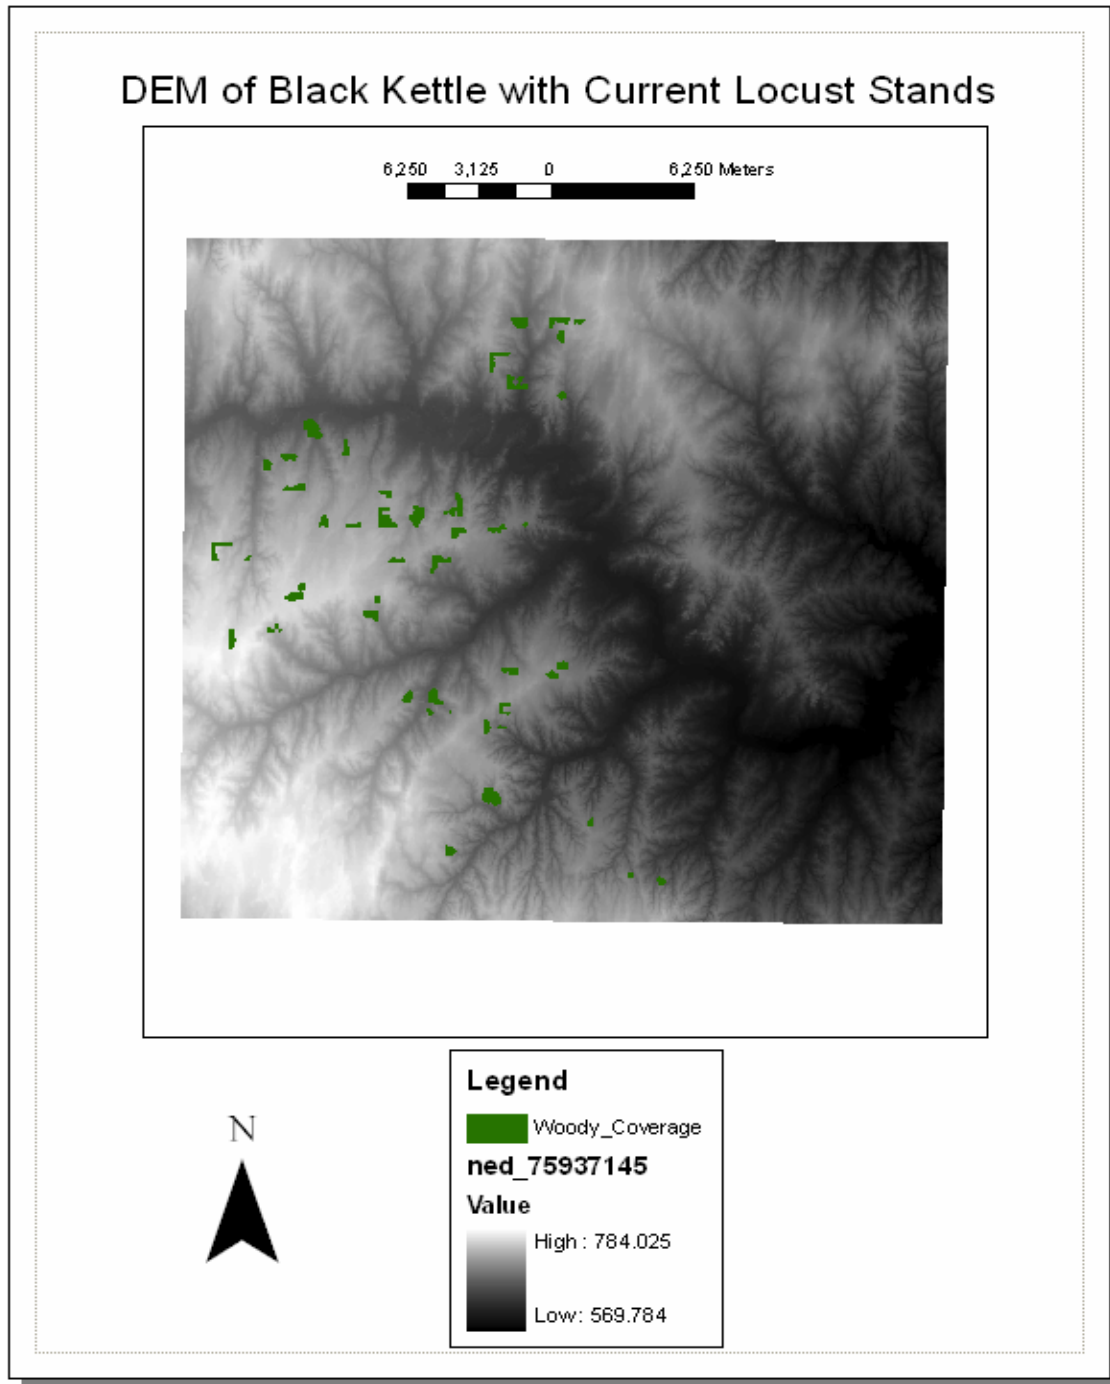 DEM of Black Kettle with Current Locust Stands
6,250 3,125 0 6,250 Meters
N
Legend
Woody_Coverage
ned_75937145
Value
High : 784.025
Low : 569.784